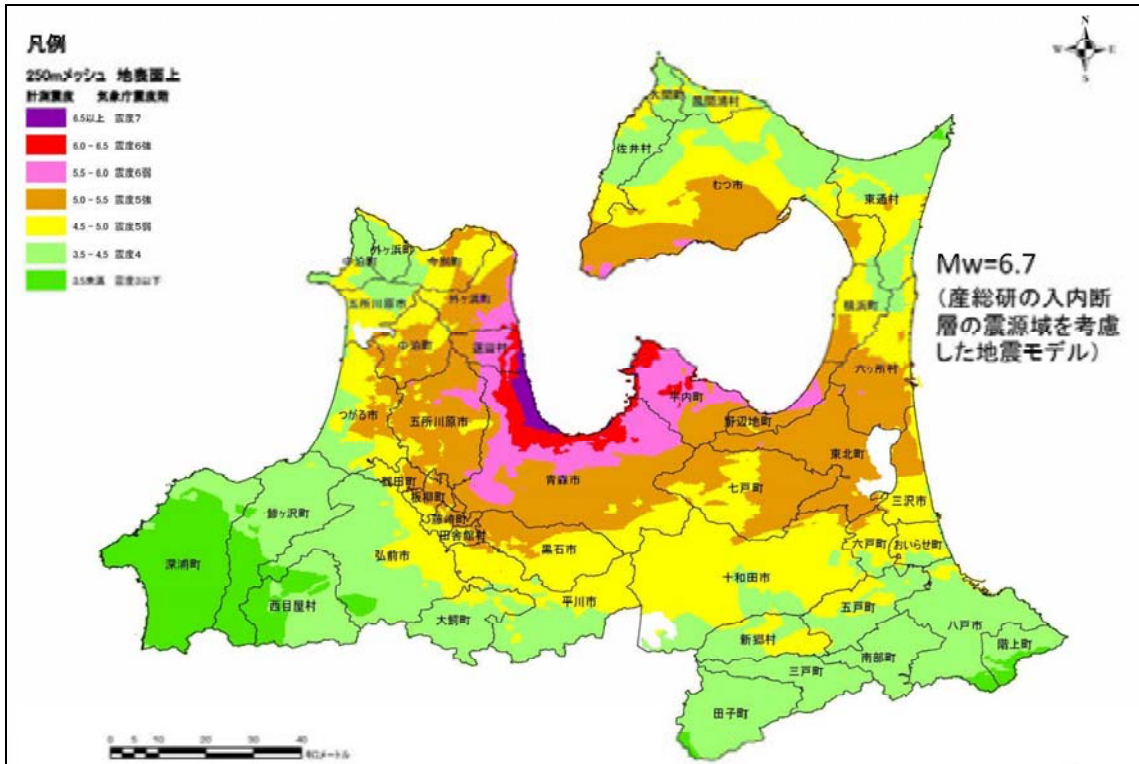 凡例
250mメッシュ 地表面上
計測震度 気象庁震度階
6.5以上 震度7
6.0 - 6.5 震度6強
5.5 - 6.0 震度6弱
5.0 - 5.5 震度5強
4.5 - 5.0 震度5弱
3.5 - 4.5 震度4
3.5未満 震度3以下
N
W E
S
大間町
風間浦村
佐井村
むつ市
東通村
外ヶ浜町
中泊町
今別町
五所川原市
外ヶ浜町
横浜町
Mw=6.7
(産総研の入内断
層の震源域を考慮
した地震モデル)
中泊町
蓬田村
六ヶ所村
平内町
つがる市
五所川原市
野辺地町
東北町
青森市
七戸町
鶴田町
板柳町
三沢市
藤崎町
田舎館村
鰺ヶ沢町
黒石市
六戸町
おいらせ町
弘前市
深浦町
十和田市
西目屋村
平川市
五戸町
大鰐町
八戸市
新郷村
階上町
南部町
三戸町
田子町
0 5 10 20 30 40
キロメートル